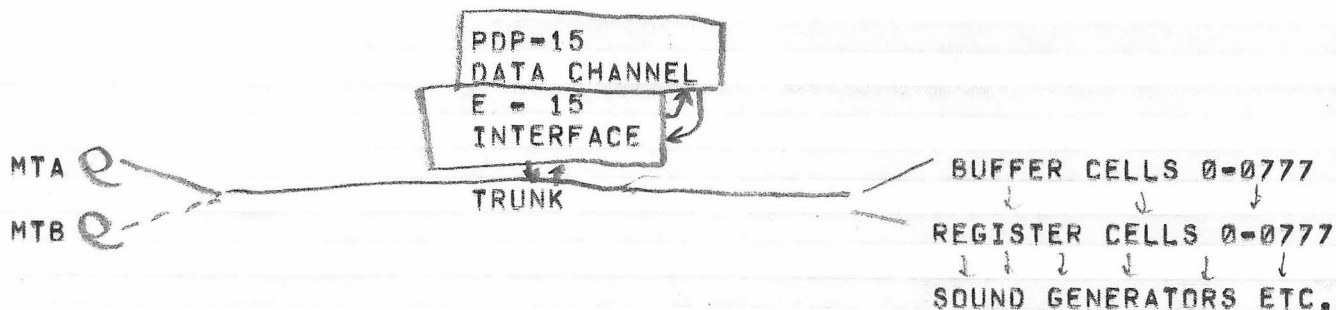 PDP-15
DATA CHANNEL
E - 15
INTERFACE
MTA
MTB
TRUNK
BUFFER CELLS 0-0777
REGISTER CELLS 0-0777
SOUND GENERATORS ETC.